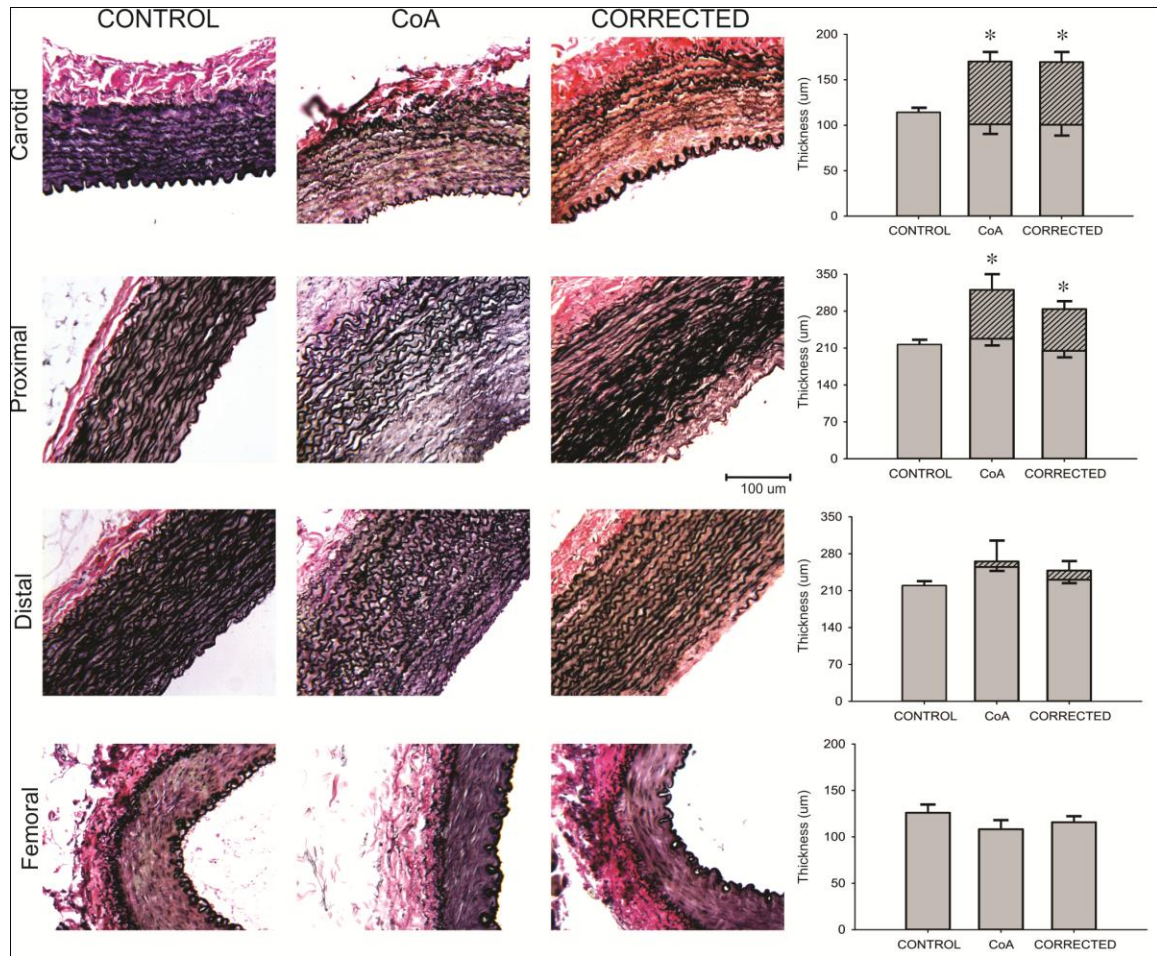 CONTROL CoA CORRECTED
Carotid
Thickness (um)
200
150
100
50
0
* *
CONTROL CoA CORRECTED
Proximal
100 um
Thickness (um)
350
280
210
140
70
0
* *
CONTROL CoA CORRECTED
Distal
Thickness (um)
350
280
210
140
70
0
CONTROL CoA CORRECTED
Femoral
Thickness (um)
200
150
100
50
0
CONTROL CoA CORRECTED